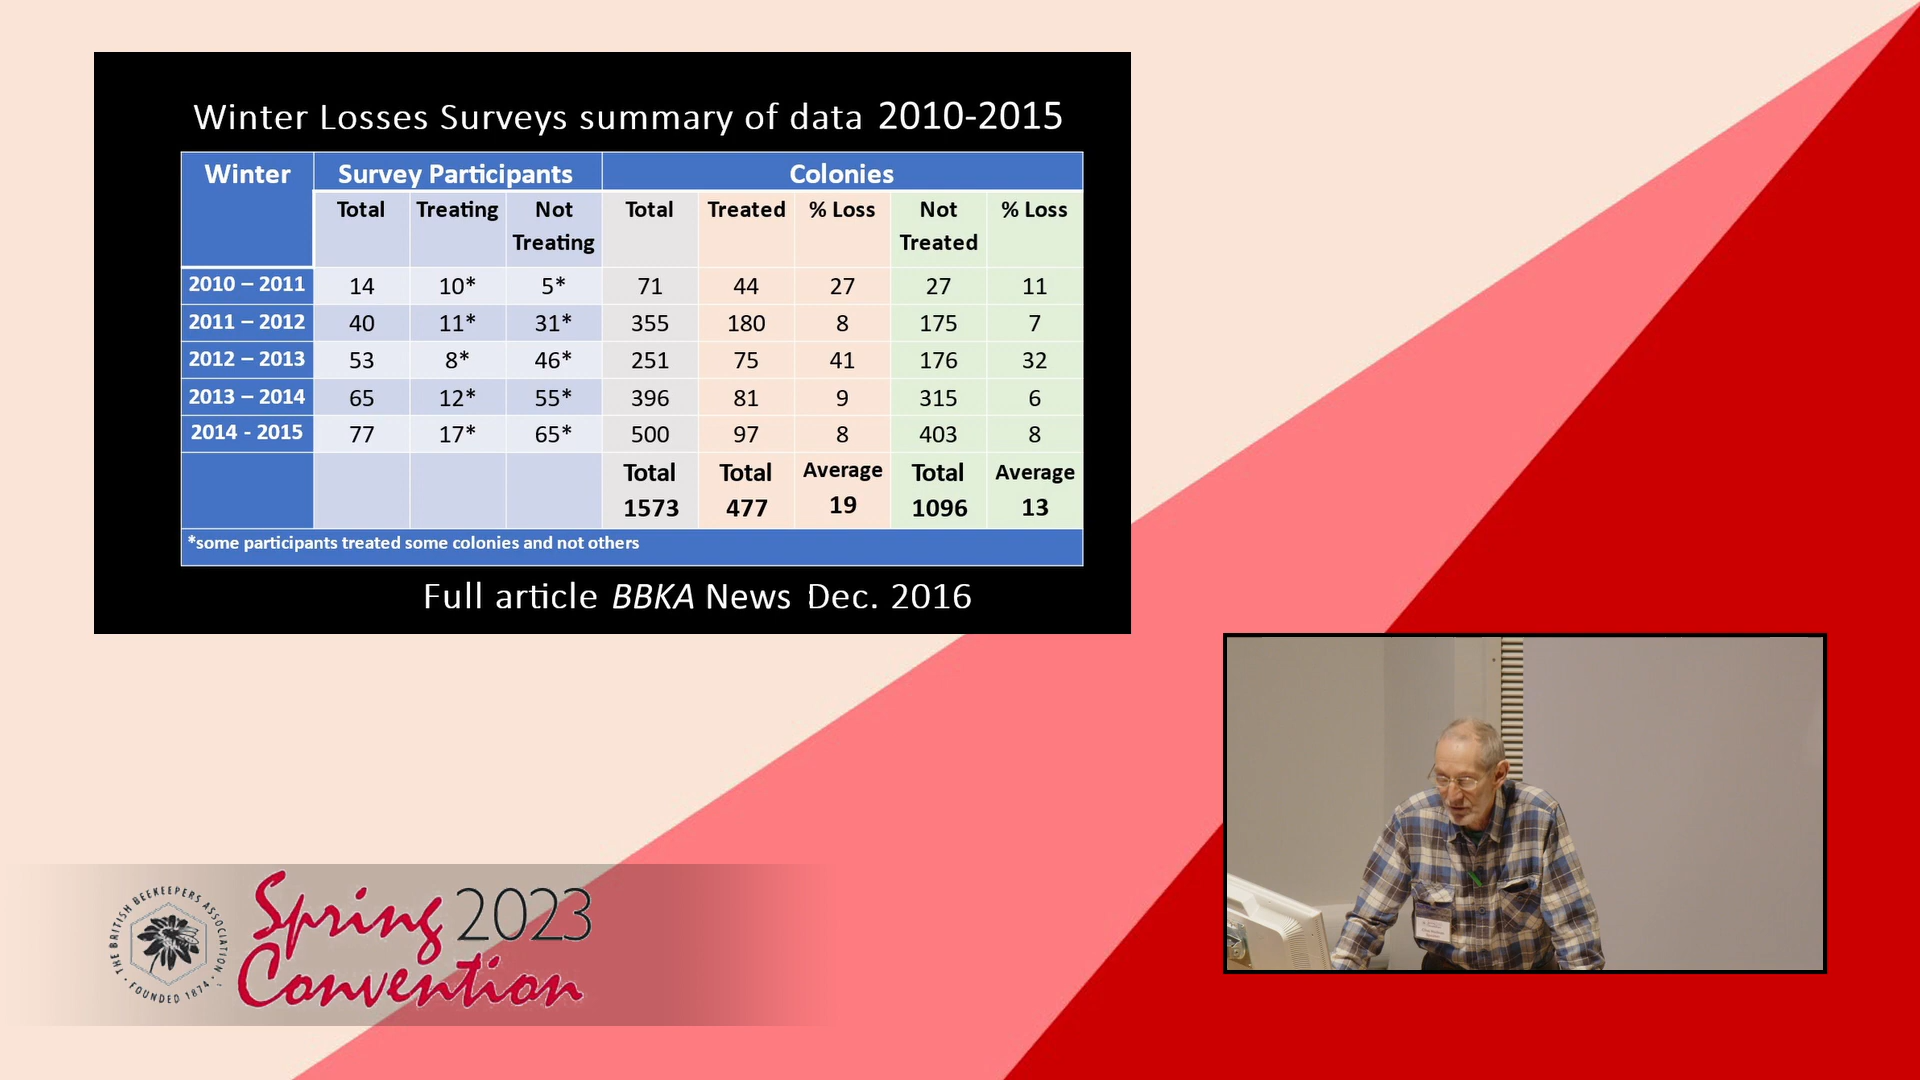 Winter Losses Surveys summary of data 2010-2015
Winter Survey Participants Colonies
Total Treating Not Treating Total Treated % Loss Not Treated % Loss
2010 – 2011 14 10* 5* 71 44 27 27 11
2011 – 2012 40 11* 31* 355 180 8 175 7
2012 – 2013 53 8* 46* 251 75 41 176 32
2013 – 2014 65 12* 55* 396 81 9 315 6
2014 - 2015 77 17* 65* 500 97 8 403 8
Total Total Average Total Average
1573 477 19 1096 13
*some participants treated some colonies and not others
Full article BBKA News Dec. 2016
THE BRITISH BEEKEEPERS ASSOCIATION
· FOUNDED 1874 ·
Spring 2023
Convention